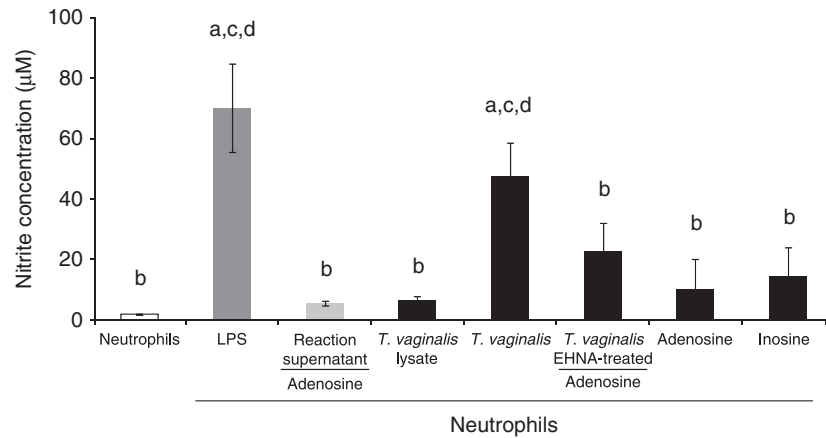 100
80
60
40
20
0
Nitrite concentration (μM)
b
a,c,d
b
b
a,c,d
b
b
b
Neutrophils
LPS
Reaction
supernatant
Adenosine
T. vaginalis
lysate
T. vaginalis
T. vaginalis
EHNA-treated
Adenosine
Adenosine
Inosine
Neutrophils